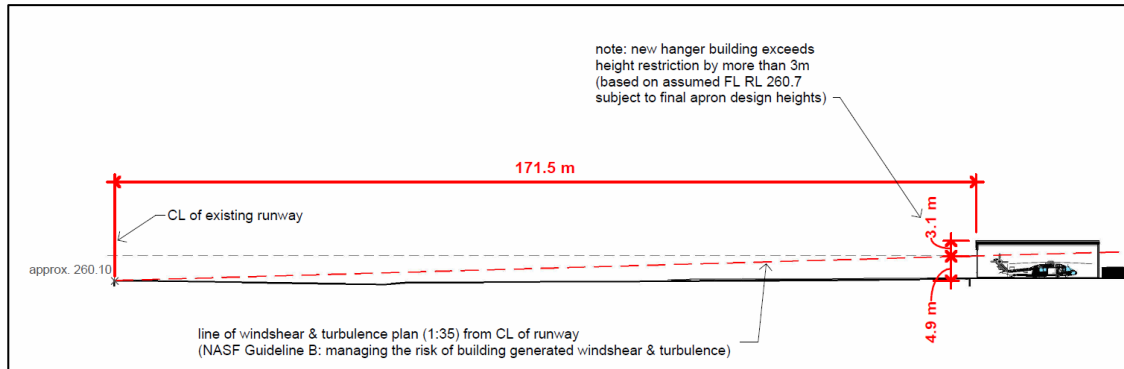 note: new hanger building exceeds
height restriction by more than 3m
(based on assumed FL RL 260.7
subject to final apron design heights)
171.5 m
CL of existing runway
3.1 m
approx. 260.10
4.9 m
line of windshear & turbulence plan (1:35) from CL of runway
(NASF Guideline B: managing the risk of building generated windshear & turbulence)